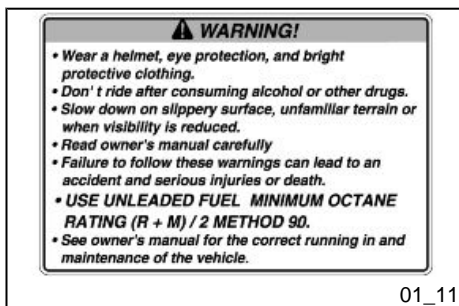 WARNING!
• Wear a helmet, eye protection, and bright
protective clothing.
• Don't ride after consuming alcohol or other drugs.
• Slow down on slippery surface, unfamiliar terrain or
when visibility is reduced.
• Read owner's manual carefully
• Failure to follow these warnings can lead to an
accident and serious injuries or death.
• USE UNLEADED FUEL MINIMUM OCTANE
RATING (R + M) / 2 METHOD 90.
• See owner's manual for the correct running in and
maintenance of the vehicle.
01_11